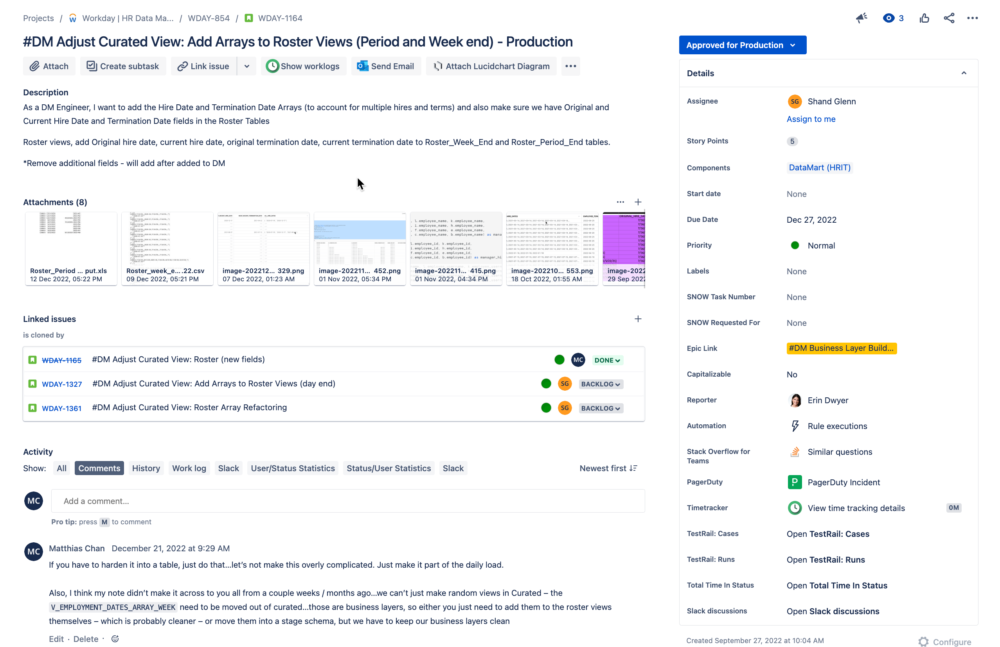 Projects / Workday | HR Data Ma... / WDAY-854 / WDAY-1164
3
#DM Adjust Curated View: Add Arrays to Roster Views (Period and Week end) - Production
Attach
Create subtask
Link issue
Show worklogs
Send Email
Attach Lucidchart Diagram
Description
As a DM Engineer, I want to add the Hire Date and Termination Date Arrays (to account for multiple hires and terms) and also make sure we have Original and
Current Hire Date and Termination Date fields in the Roster Tables
Roster views, add Original hire date, current hire date, original termination date, current termination date to Roster_Week_End and Roster_Period_End tables.
*Remove additional fields - will add after added to DM
Attachments (8)
Roster_Period ... put.xls
12 Dec 2022, 05:22 PM
Roster_week_e... .22.csv
09 Dec 2022, 05:21 PM
image-202212... 329.png
07 Dec 2022, 01:23 AM
image-202211... 452.png
01 Nov 2022, 05:34 PM
, l.employee_name, k.employee_name,
, i.employee_name, h.employee_name,
, f.employee_name, e.employee_name,
, c.employee_name, b.employee_name) as mana
l.employee_id, k.employee_id,
i.employee_id, h.employee_id,
f.employee_id, e.employee_id,
c.employee_id, b.employee_id) as manager_hi
image-202211... 415.png
01 Nov 2022, 04:34 PM
image-202210... 553.png
18 Oct 2022, 01:55 AM
image-2022
29 Sep 2022
Linked issues
is cloned by
WDAY-1165 #DM Adjust Curated View: Roster (new fields) MC DONE
WDAY-1327 #DM Adjust Curated View: Add Arrays to Roster Views (day end) SG BACKLOG
WDAY-1361 #DM Adjust Curated View: Roster Array Refactoring SG BACKLOG
Activity
Show: All Comments History Work log Slack User/Status Statistics Status/User Statistics Slack Newest first
MC Add a comment...
Pro tip: press M to comment
MC Matthias Chan December 21, 2022 at 9:29 AM
If you have to harden it into a table, just do that...let's not make this overly complicated. Just make it part of the daily load.
Also, I think my note didn't make it across to you all from a couple weeks / months ago...we can't just make random views in Curated – the
V_EMPLOYMENT_DATES_ARRAY_WEEK need to be moved out of curated...those are business layers, so either you just need to add them to the roster views
themselves – which is probably cleaner – or move them into a stage schema, but we have to keep our business layers clean
Edit · Delete ·
Approved for Production
Details
Assignee SG Shand Glenn
Assign to me
Story Points 5
Components DataMart (HRIT)
Start date None
Due Date Dec 27, 2022
Priority Normal
Labels None
SNOW Task Number None
SNOW Requested For None
Epic Link #DM Business Layer Build...
Capitalizable No
Reporter Erin Dwyer
Automation Rule executions
Stack Overflow for
Teams Similar questions
PagerDuty P PagerDuty Incident
Timetracker View time tracking details 0M
TestRail: Cases Open TestRail: Cases
TestRail: Runs Open TestRail: Runs
Total Time In Status Open Total Time In Status
Slack discussions Open Slack discussions
Created September 27, 2022 at 10:04 AM
Configure